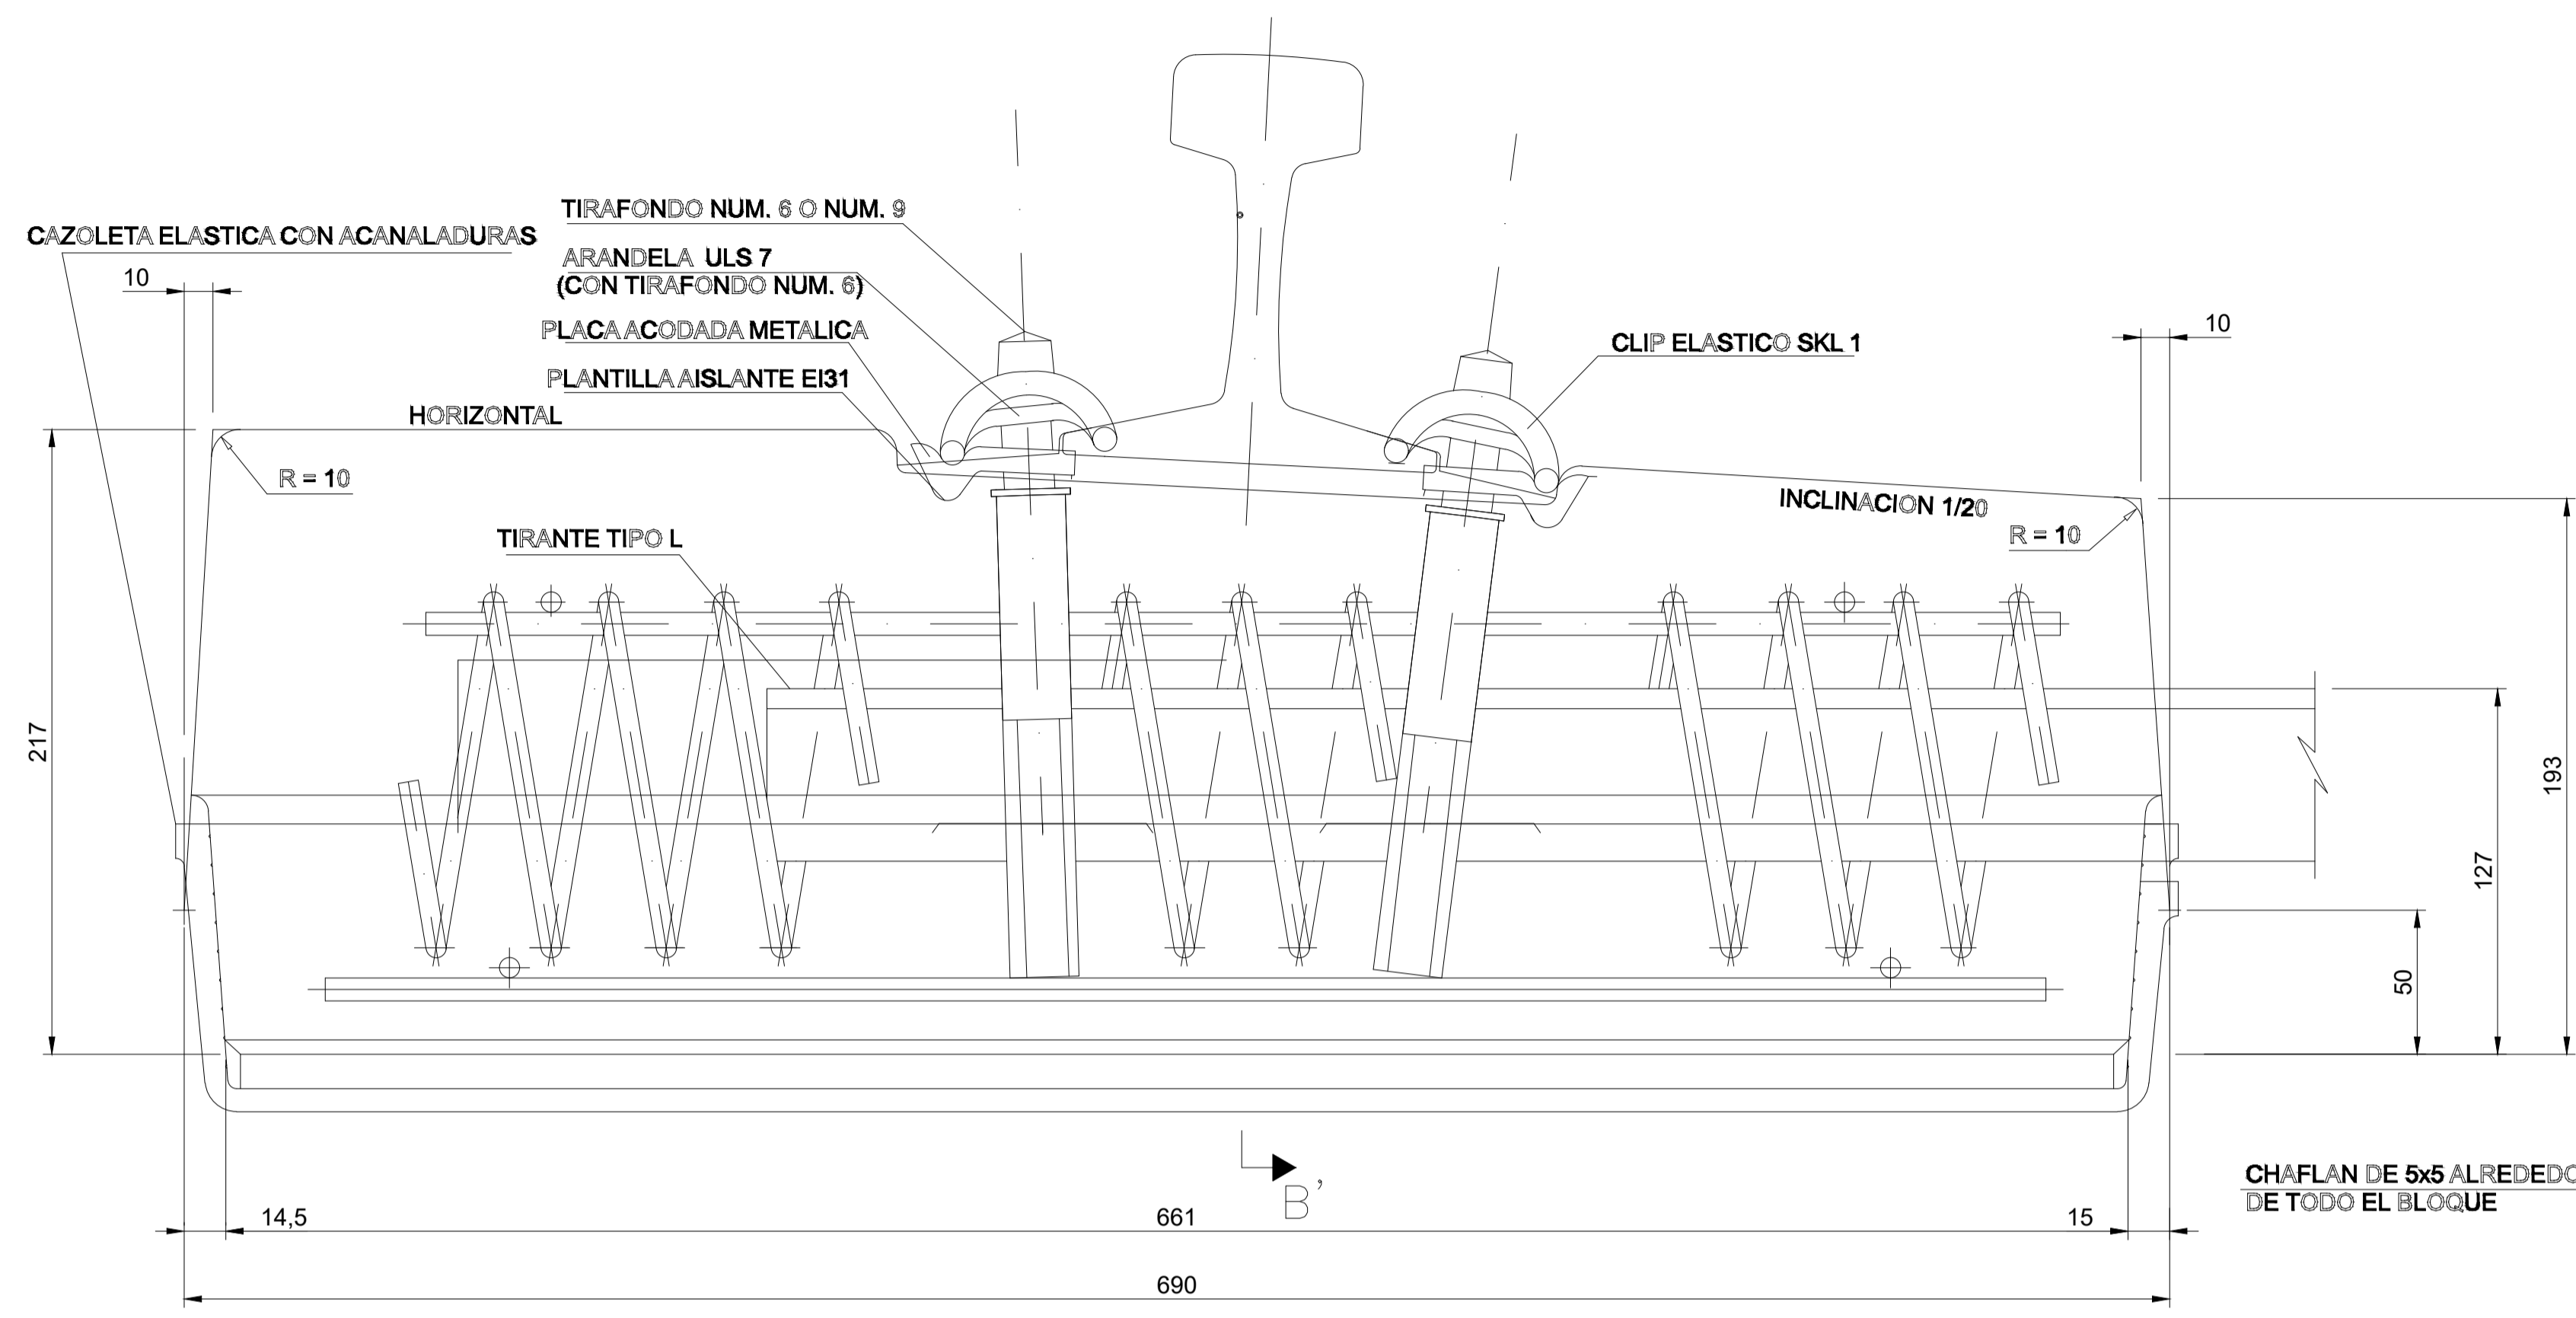 TIRAFONDO NUM. 6 O NUM. 9
CAZOLETA ELASTICA CON ACANALADURAS
ARANDELA ULS 7
(CON TIRAFONDO NUM. 6)
10
PLACA ACODADA METALICA
10
CLIP ELASTICO SKL 1
PLANTILLA AISLANTE EI31
HORIZONTAL
R = 10
INCLINACION 1/20
R = 10
TIRANTE TIPO L
217
193
127
50
B'
CHAFLAN DE 5x5 ALREDEDO
DE TODO EL BLOQUE
14,5
661
15
690